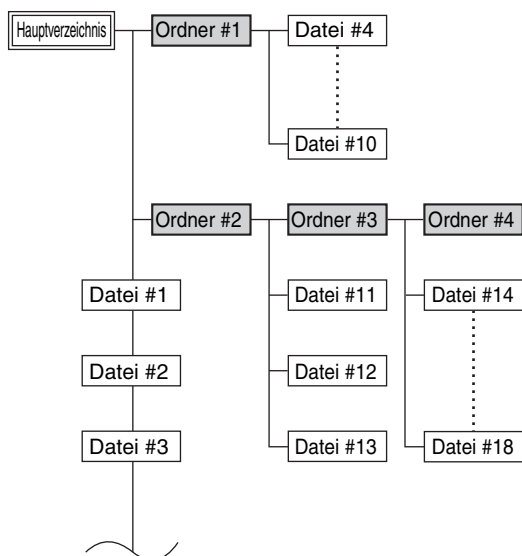 Hauptverzeichnis
Ordner #1
Datei #4
Datei #10
Ordner #2
Ordner #3
Ordner #4
Datei #1
Datei #11
Datei #14
Datei #2
Datei #12
Datei #3
Datei #13
Datei #18